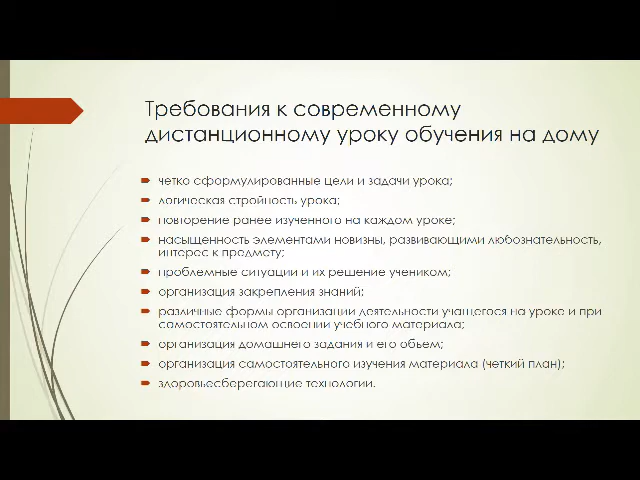 Требования к современному
дистанционному уроку обучения на дому
четко сформулированные цели и задачи урока;
логическая стройность урока;
повторение ранее изученного на каждом уроке;
насыщенность элементами новизны, развивающими любознательность,
интерес к предмету;
проблемные ситуации и их решение учеником;
организация закрепления знаний;
различные формы организации деятельности учащегося на уроке и при
самостоятельном освоении учебного материала;
организация домашнего задания и его объем;
организация самостоятельного изучения материала (четкий план);
здоровьесберегающие технологии.